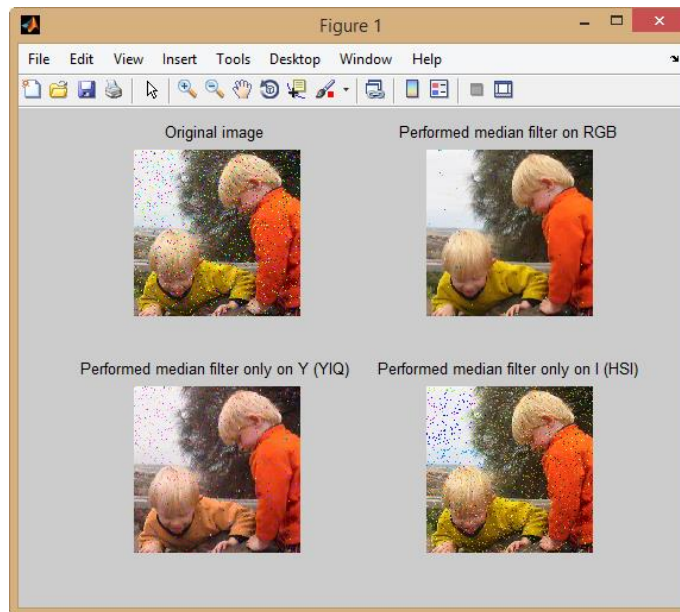 Figure 1
File Edit View Insert Tools Desktop Window Help
Original image
Performed median filter on RGB
Performed median filter only on Y (YIQ)
Performed median filter only on I (HSI)